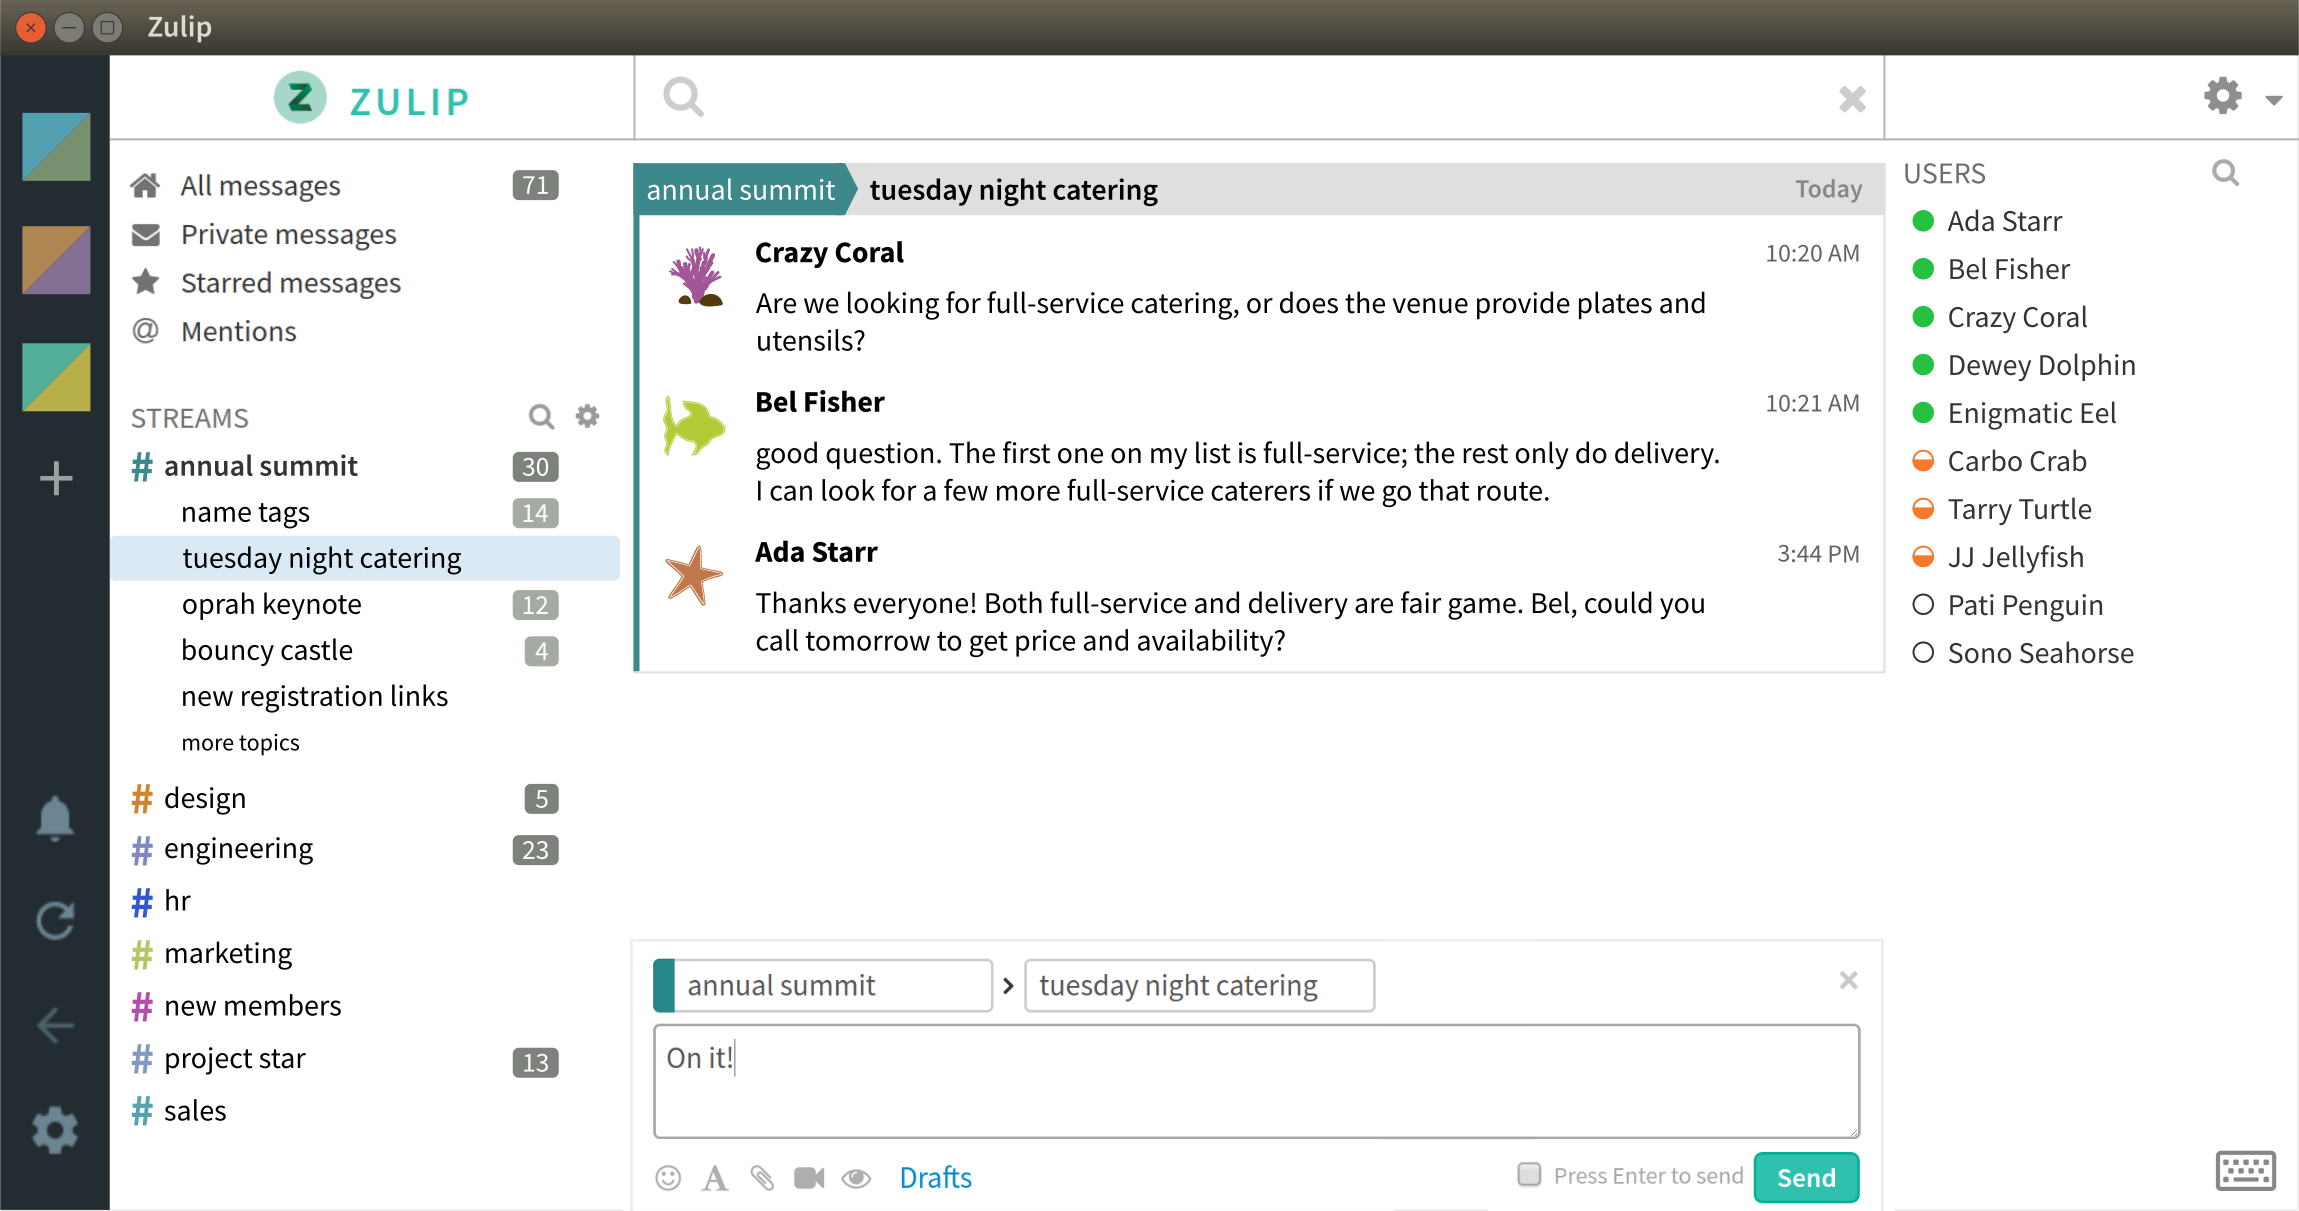 Zulip
ZULIP
All messages 71
Private messages
Starred messages
@ Mentions
STREAMS
# annual summit 30
name tags 14
tuesday night catering
oprah keynote 12
bouncy castle 4
new registration links
more topics
# design 5
# engineering 23
# hr
# marketing
# new members
# project star 13
# sales
annual summit tuesday night catering Today
Crazy Coral 10:20 AM
Are we looking for full-service catering, or does the venue provide plates and
utensils?
Bel Fisher 10:21 AM
good question. The first one on my list is full-service; the rest only do delivery.
I can look for a few more full-service caterers if we go that route.
Ada Starr 3:44 PM
Thanks everyone! Both full-service and delivery are fair game. Bel, could you
call tomorrow to get price and availability?
annual summit > tuesday night catering
On it!
Drafts Press Enter to send Send
USERS
Ada Starr
Bel Fisher
Crazy Coral
Dewey Dolphin
Enigmatic Eel
Carbo Crab
Tarry Turtle
JJ Jellyfish
Pati Penguin
Sono Seahorse